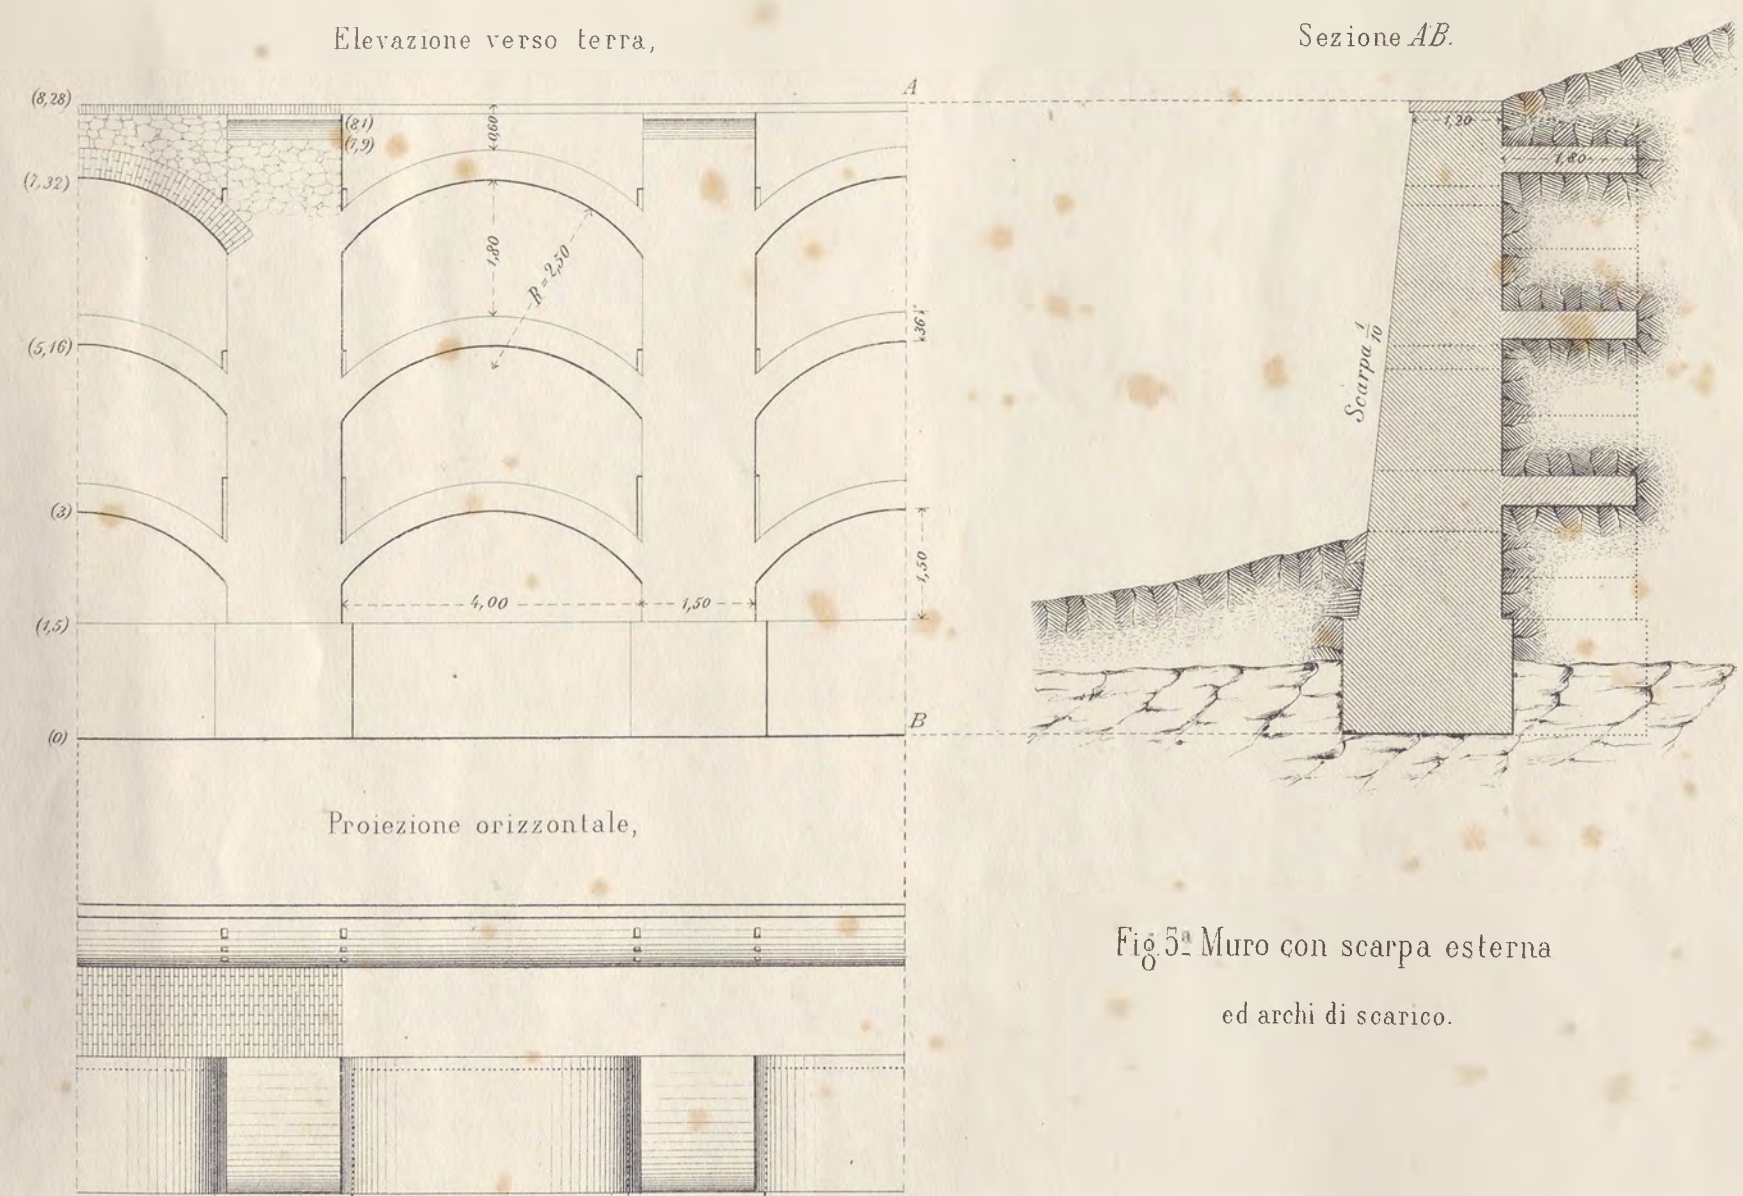 Elevazione verso terra,
Sezione AB.
(8,28)
A
(8,1)
(7,9)
0,60
1,20
1,80
(7,32)
1,80
R=2,50
,36
Scarpa 1/10
(5,16)
(3)
1,50
4,00
1,50
(1,5)
(0)
B
Proiezione orizzontale,
Fig. 5ª Muro con scarpa esterna
ed archi di scarico.